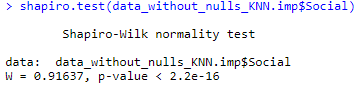 > shapiro.test(data_without_nulls_KNN.imp$Social)
Shapiro-Wilk normality test
data:  data_without_nulls_KNN.imp$Social
W = 0.91637, p-value < 2.2e-16